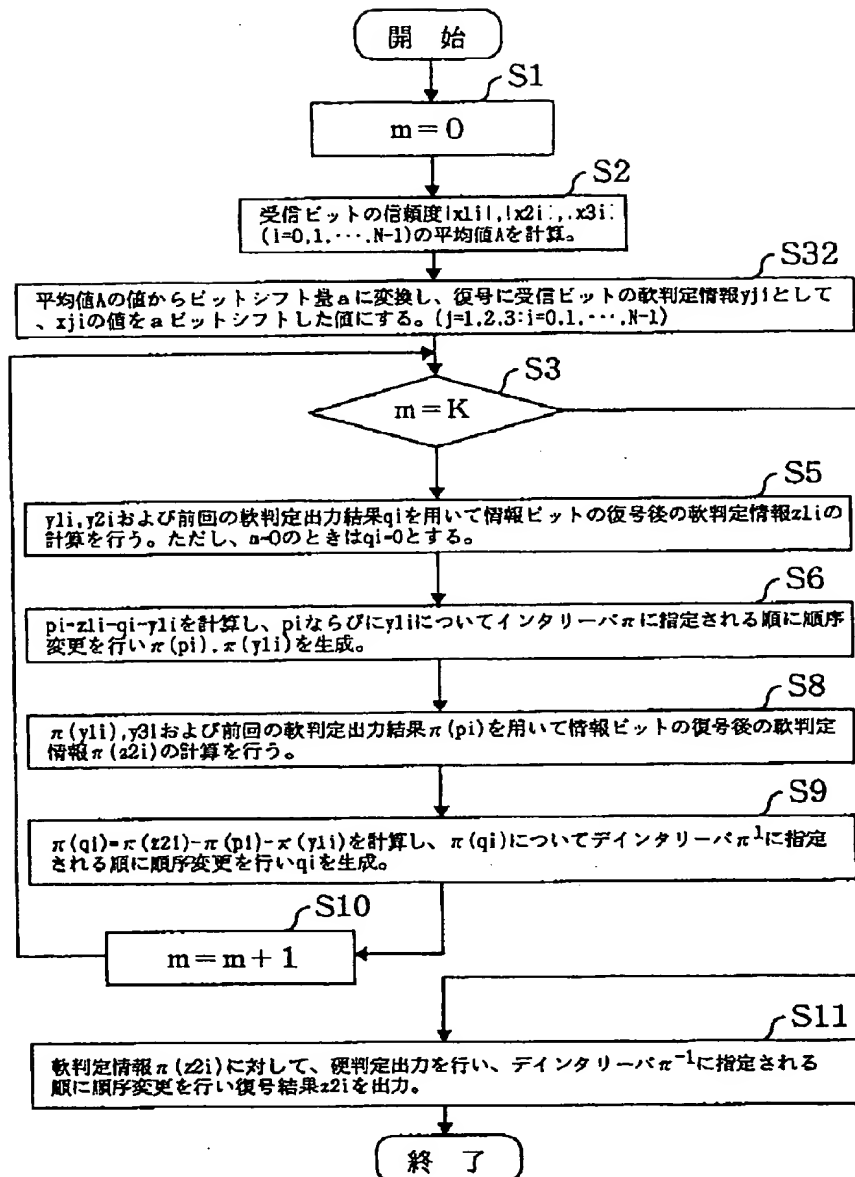 開 始
S1
m=0
S2
受信ビットの信頼度|x1i|,|x2i|,|x3i|
(i=0,1,・・・,N-1)の平均値Aを計算。
S32
平均値Aの値からビットシフト量aに変換し、復号に受信ビットの軟判定情報yjiとして
、xjiの値をaビットシフトした値にする。(j=1,2,3:i=0,1,・・・,N-1)
S3
m=K
S5
y1i,y2iおよび前回の軟判定出力結果qiを用いて情報ビットの復号後の軟判定情報z1iの
計算を行う。ただし、m=0のときはqi=0とする。
S6
pi=z1i-qi-y1iを計算し、piならびにy1iについてインタリーバπに指定される順に順序
変更を行いπ(pi),π(y1i)を生成。
S8
π(y1i),y3iおよび前回の軟判定出力結果π(pi)を用いて情報ビットの復号後の軟判定
情報π(z2i)の計算を行う。
S9
π(qi)=π(z2i)-π(pi)-π(y1i)を計算し、π(qi)についてデインタリーバπ¹に指定
される順に順序変更を行いqiを生成。
S10
m=m+1
S11
軟判定情報π(z2i)に対して、硬判定出力を行い、デインタリーバπ⁻¹に指定される
順に順序変更を行い復号結果z2iを出力。
終 了